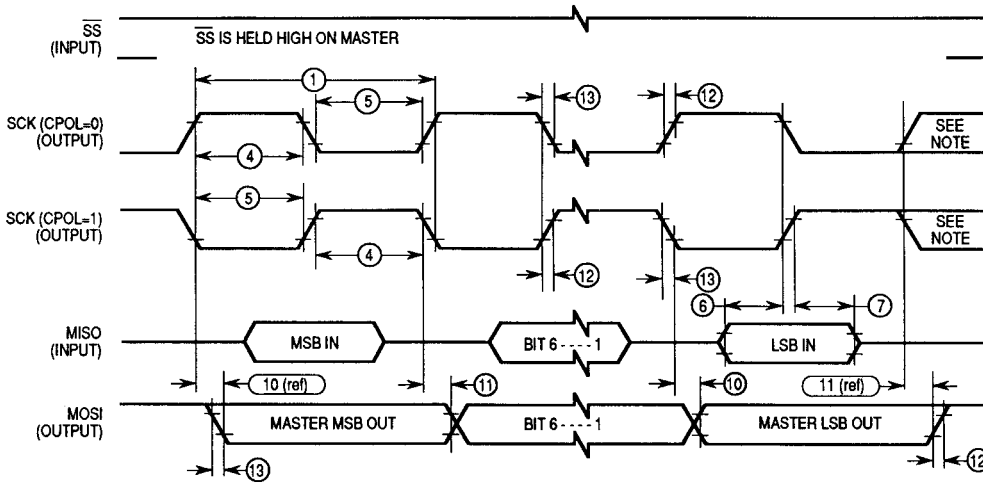 SS
(INPUT)
SS IS HELD HIGH ON MASTER
1
5
13
12
SCK (CPOL=0)
(OUTPUT)
SEE
NOTE
4
5
SCK (CPOL=1)
(OUTPUT)
SEE
NOTE
4
12
13
6
7
MISO
(INPUT)
MSB IN
BIT 6 - - - - 1
LSB IN
10 (ref)
11
10
11 (ref)
MOSI
(OUTPUT)
MASTER MSB OUT
BIT 6 - - - - 1
MASTER LSB OUT
13
12